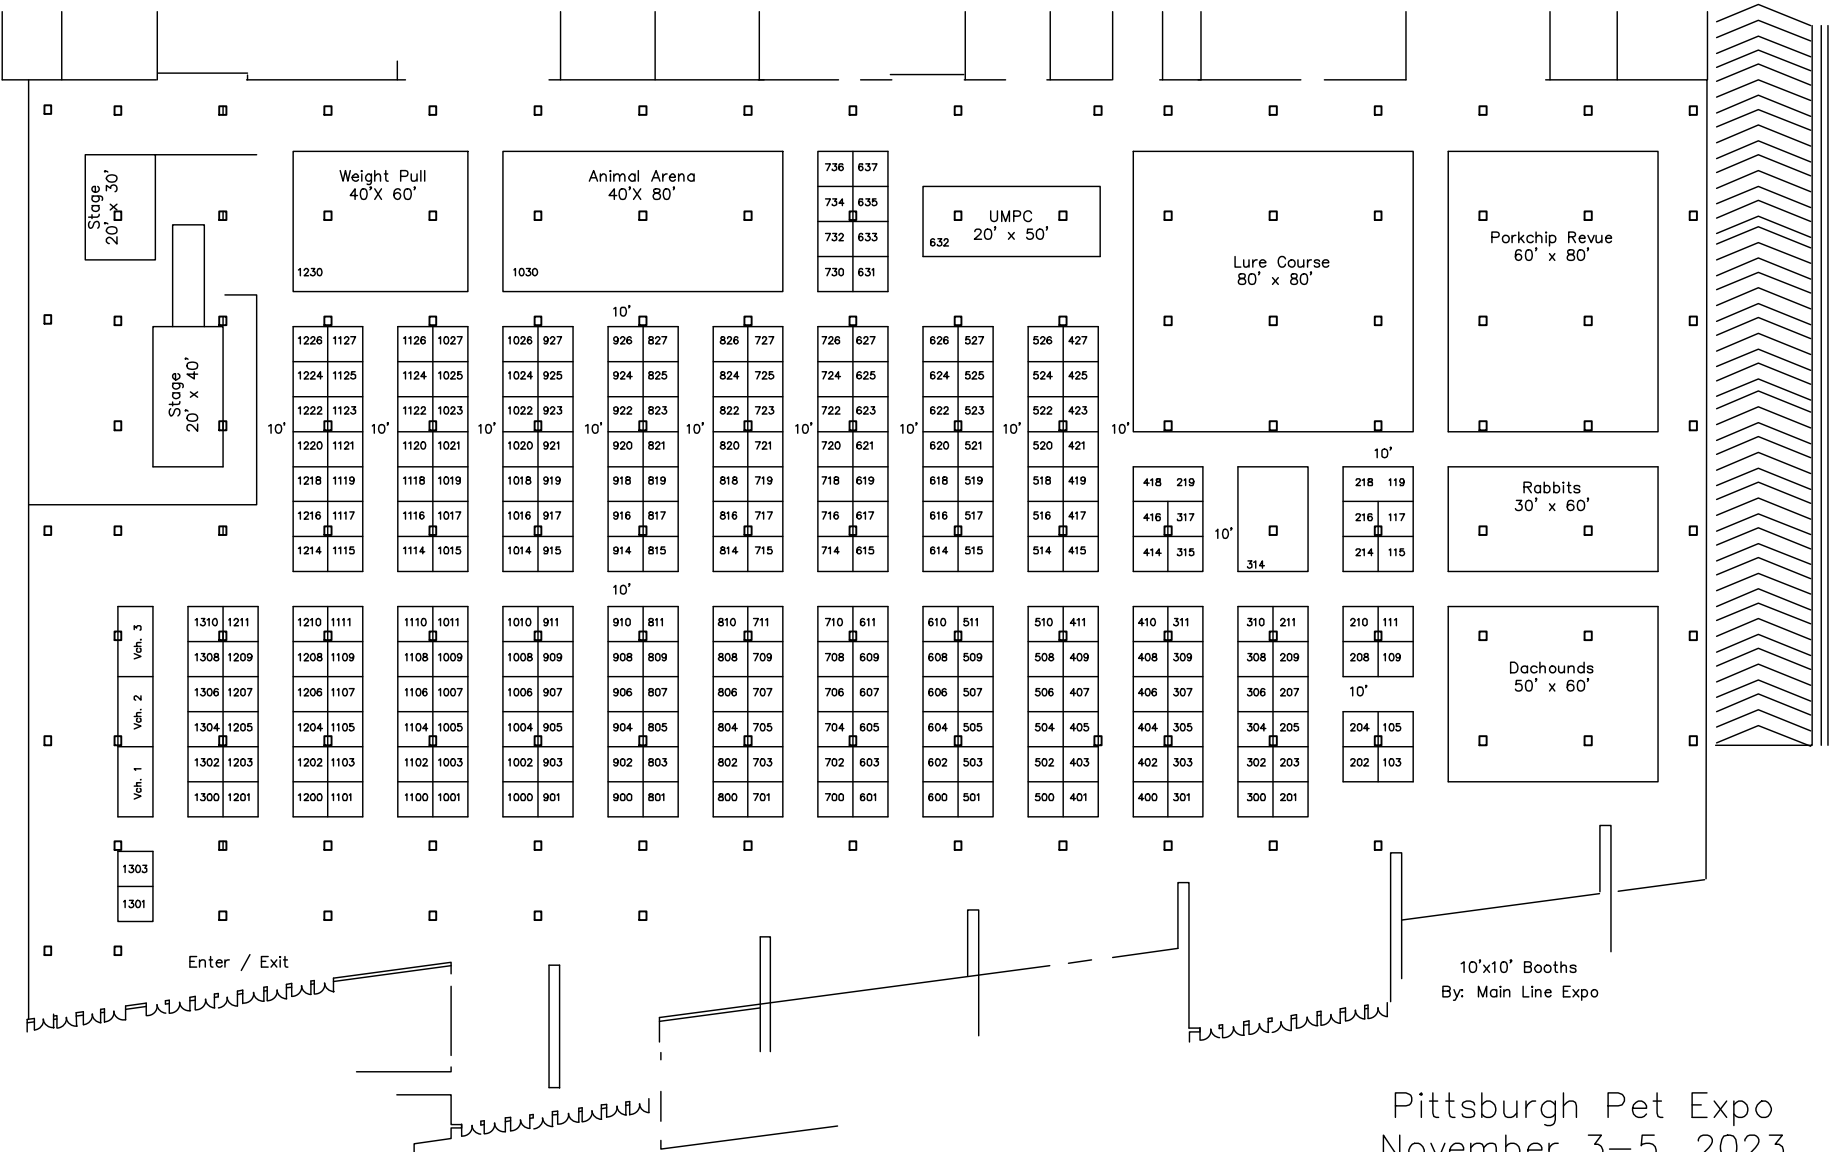 Stage
20' x 30'
Weight Pull
40'X 60'
1230
Animal Arena
40'X 80'
1030
736 637
734 635
732 633
730 631
UMPC
20' x 50'
632
Lure Course
80' x 80'
Porkchip Revue
60' x 80'
Stage
20' x 40'
10'
1226 1127 1126 1027 1026 927 926 827 826 727 726 627 626 527 526 427
1224 1125 1124 1025 1024 925 924 825 824 725 724 625 624 525 524 425
1222 1123 1122 1023 1022 923 922 823 822 723 722 623 622 523 522 423
10' 10' 10' 10' 10' 10' 10' 10' 10'
1220 1121 1120 1021 1020 921 920 821 820 721 720 621 620 521 520 421
10'
1218 1119 1118 1019 1018 919 918 819 818 719 718 619 618 519 518 419 418 219 218 119
1216 1117 1116 1017 1016 917 916 817 816 717 716 617 616 517 516 417 416 317 216 117
10'
1214 1115 1114 1015 1014 915 914 815 814 715 714 615 614 515 514 415 414 315 314 214 115
Rabbits
30' x 60'
10'
Vch. 3
1310 1211 1210 1111 1110 1011 1010 911 910 811 810 711 710 611 610 511 510 411 410 311 310 211 210 111
1308 1209 1208 1109 1108 1009 1008 909 908 809 808 709 708 609 608 509 508 409 408 309 308 209 208 109
Vch. 2
1306 1207 1206 1107 1106 1007 1006 907 906 807 806 707 706 607 606 507 506 407 406 307 306 207 10'
1304 1205 1204 1105 1104 1005 1004 905 904 805 804 705 704 605 604 505 504 405 404 305 304 205 204 105
Vch. 1
1302 1203 1202 1103 1102 1003 1002 903 902 803 802 703 702 603 602 503 502 403 402 303 302 203 202 103
1300 1201 1200 1101 1100 1001 1000 901 900 801 800 701 700 601 600 501 500 401 400 301 300 201
Dachounds
50' x 60'
1303
1301
Enter / Exit
10'x10' Booths
By: Main Line Expo
Pittsburgh Pet Expo
November 3-5, 2023